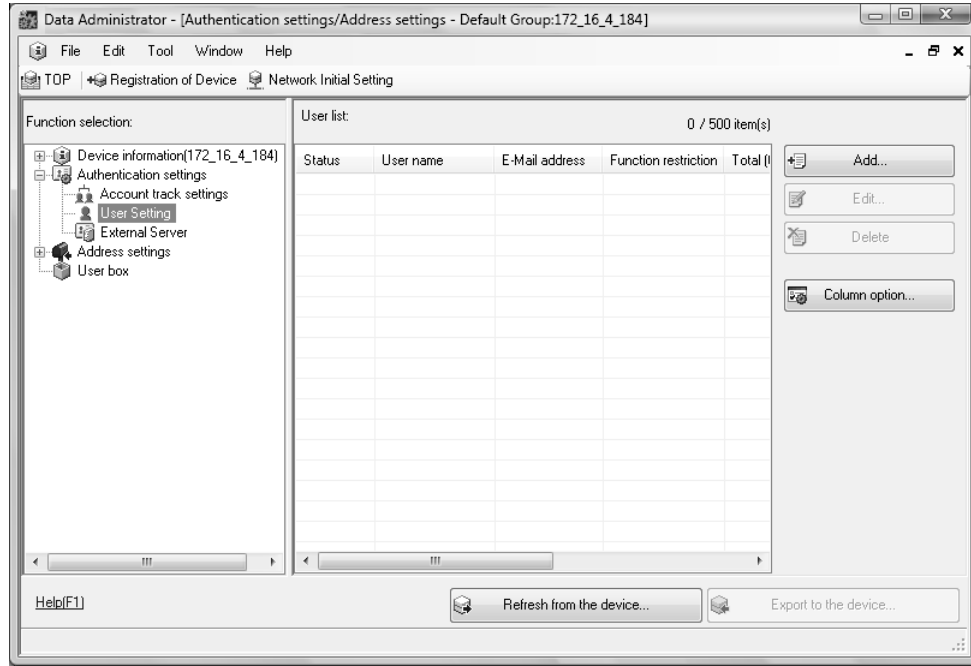 Data Administrator - [Authentication settings/Address settings - Default Group:172_16_4_184]
File Edit Tool Window Help
TOP Registration of Device Network Initial Setting
Function selection:
Device information(172_16_4_184)
Authentication settings
Account track settings
User Setting
External Server
Address settings
User box
User list:
0 / 500 item(s)
Status User name E-Mail address Function restriction Total (
Add...
Edit...
Delete
Column option...
Help(F1)
Refresh from the device...
Export to the device...